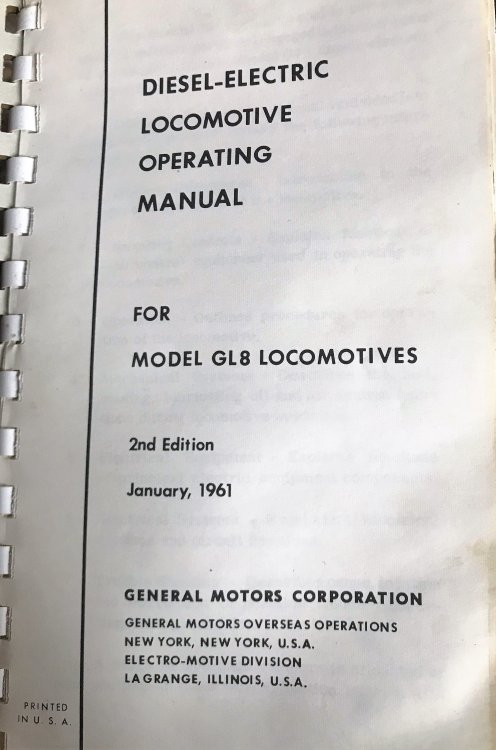 DIESEL-ELECTRIC
LOCOMOTIVE
OPERATING
MANUAL
FOR
MODEL GL8 LOCOMOTIVES
2nd Edition
January, 1961
GENERAL MOTORS CORPORATION
GENERAL MOTORS OVERSEAS OPERATIONS
NEW YORK, NEW YORK, U.S.A.
ELECTRO-MOTIVE DIVISION
LA GRANGE, ILLINOIS, U.S.A.
PRINTED
IN U. S. A.